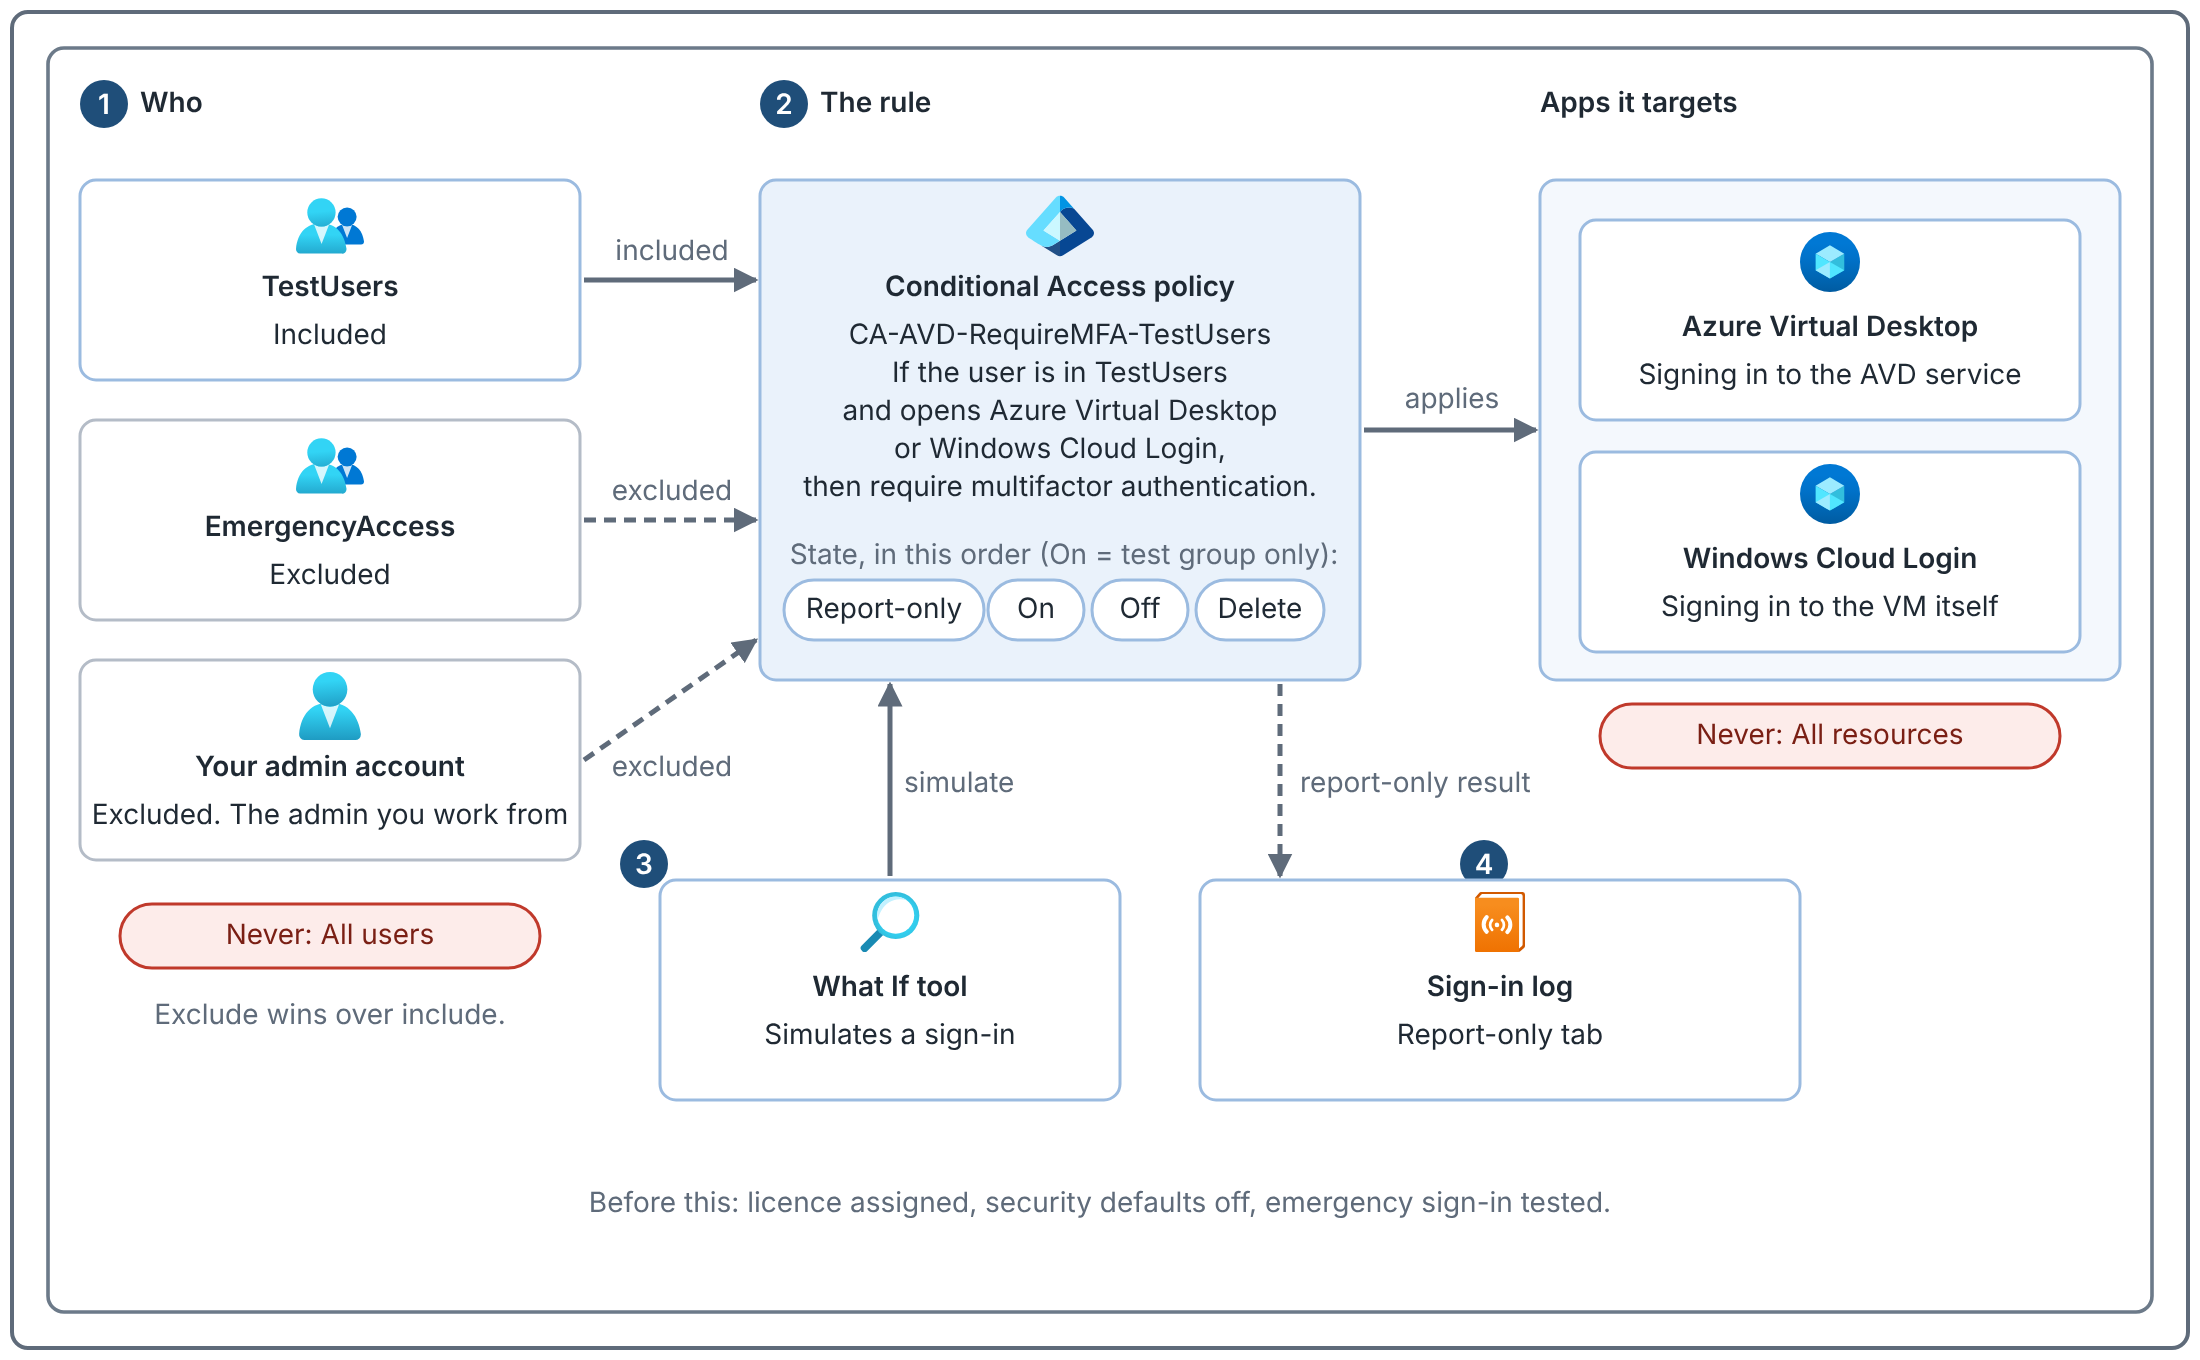 1 Who
2 The rule
Apps it targets
TestUsers
Included
included
EmergencyAccess
Excluded
excluded
Your admin account
Excluded. The admin you work from
excluded
Never: All users
Exclude wins over include.
Conditional Access policy
CA-AVD-RequireMFA-TestUsers
If the user is in TestUsers
and opens Azure Virtual Desktop
or Windows Cloud Login,
then require multifactor authentication.
State, in this order (On = test group only):
Report-only On Off Delete
applies
Azure Virtual Desktop
Signing in to the AVD service
Windows Cloud Login
Signing in to the VM itself
Never: All resources
simulate
report-only result
3
What If tool
Simulates a sign-in
4
Sign-in log
Report-only tab
Before this: licence assigned, security defaults off, emergency sign-in tested.